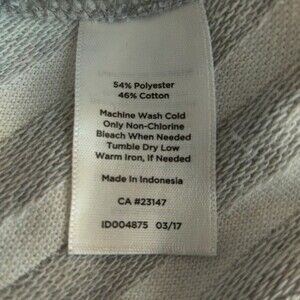 54% Polyester
46% Cotton
Machine Wash Cold
Only Non-Chlorine
Bleach When Needed
Tumble Dry Low
Warm Iron, If Needed
Made in Indonesia
CA #23147
ID004875 03/17